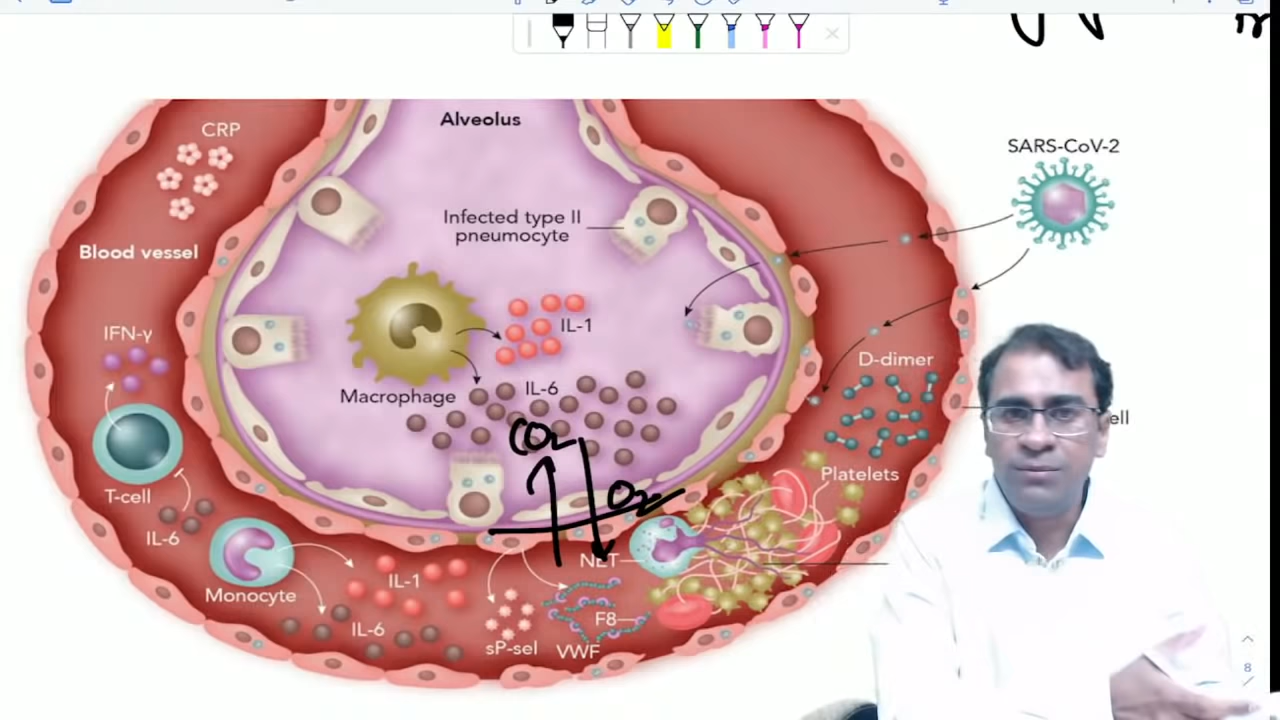 Alveolus
CRP
SARS-CoV-2
Infected type II
pneumocyte
Blood vessel
IFN-γ
IL-1
D-dimer
IL-6
Macrophage
ell
CO2
Platelets
T-cell
O2
IL-6
NET
IL-1
Monocyte
F8
IL-6
sP-sel
VWF
8